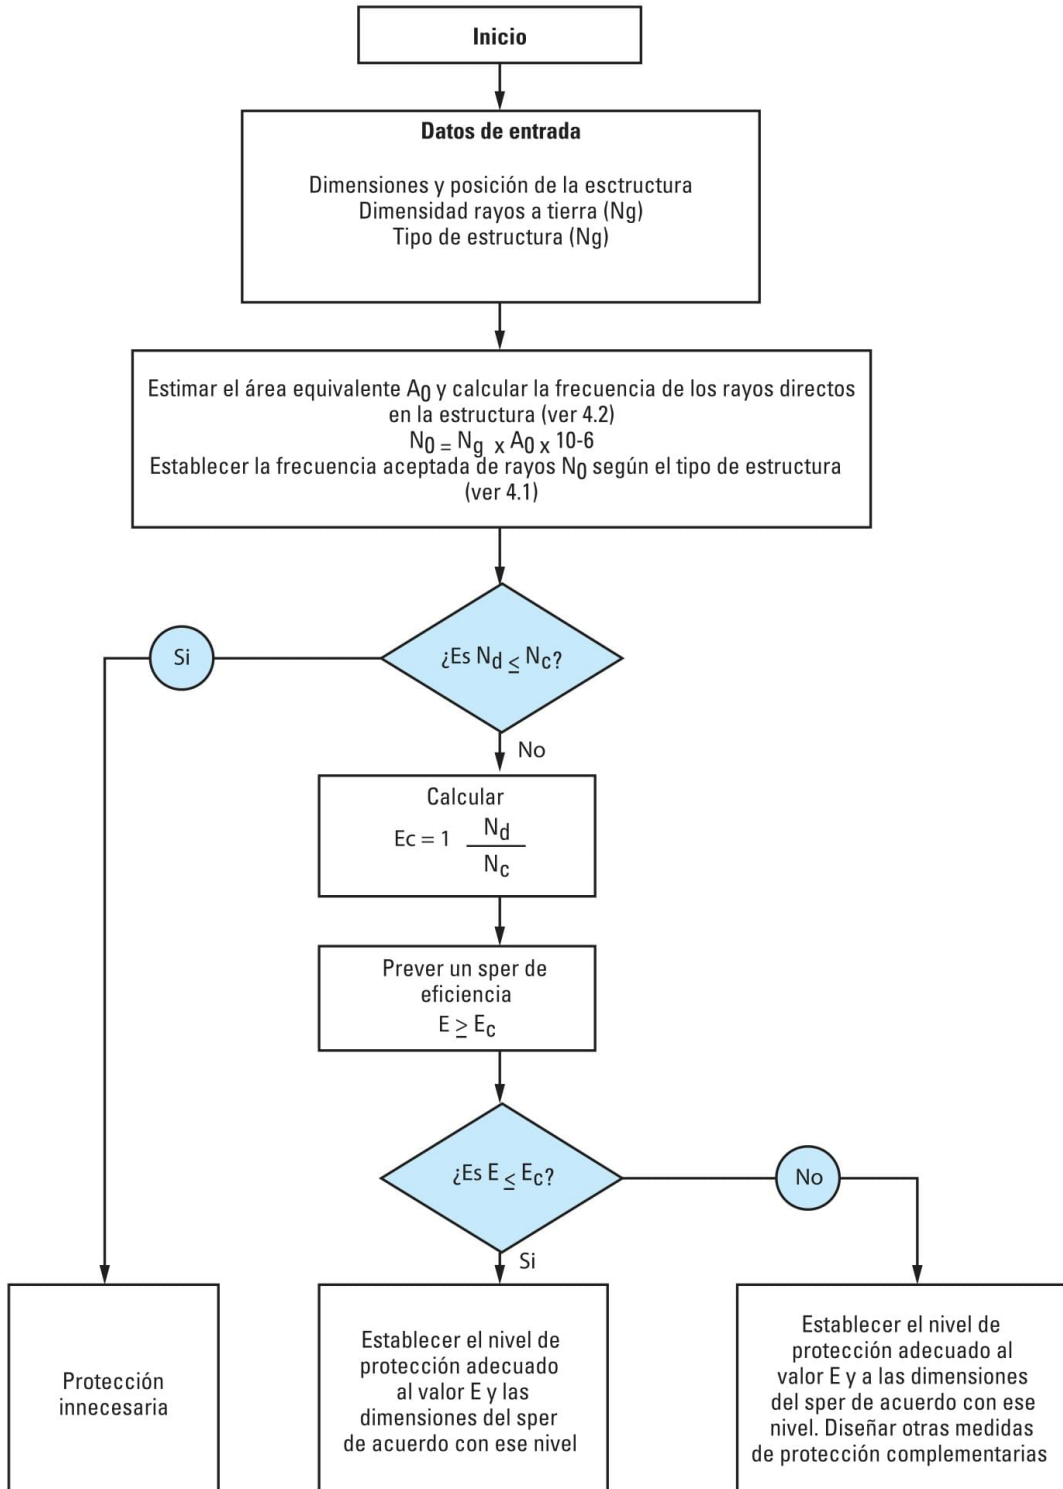 Inicio
Datos de entrada
Dimensiones y posición de la esctructura
Dimensidad rayos a tierra (Ng)
Tipo de estructura (Ng)
Estimar el área equivalente A0 y calcular la frecuencia de los rayos directos
en la estructura (ver 4.2)
N0 = Ng x A0 x 10-6
Establecer la frecuencia aceptada de rayos N0 según el tipo de estructura
(ver 4.1)
¿Es Nd ≤ Nc?
Si
No
Calcular
Ec = 1 Nd
Nc
Prever un sper de
eficiencia
E ≥ Ec
¿Es E ≤ Ec?
No
Si
Protección
innecesaria
Establecer el nivel de
protección adecuado
al valor E y las
dimensiones del sper
de acuerdo con ese nivel
Establecer el nivel de
protección adecuado al
valor E y a las dimensiones
del sper de acuerdo con ese
nivel. Diseñar otras medidas
de protección complementarias